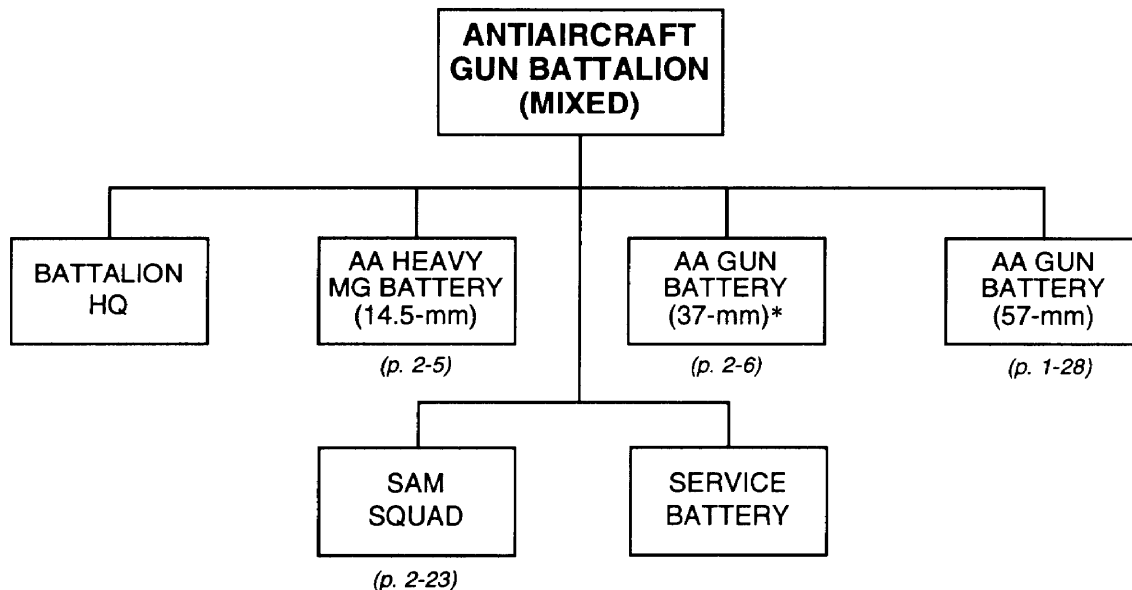 ANTIAIRCRAFT
GUN BATTALION
(MIXED)
BATTALION
HQ
AA HEAVY
MG BATTERY
(14.5-mm)
(p. 2-5)
AA GUN
BATTERY
(37-mm)*
(p. 2-6)
AA GUN
BATTERY
(57-mm)
(p. 1-28)
SAM
SQUAD
(p. 2-23)
SERVICE
BATTERY